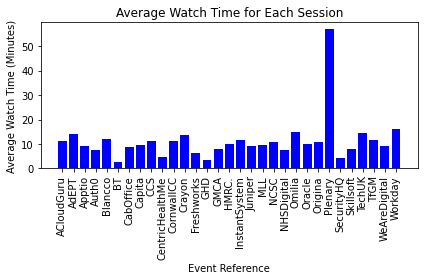 Average Watch Time for Each Session
Average Watch Time (Minutes)
60
50
40
30
20
10
0
ACloudGuru
AdEPT
Apptio
Auth0
Blancco
BT
CabOffice
Capita
CCS
CentricHealthMe
CornwallCC
Crayon
Freshworks
GHD
GMCA
HMRC.
InstantSystem
Juniper
MLL
NCSC
NHSDigital
Omilia
Oracle
Origina
Plenary
SecurityHQ
Skillsoft
TechUK
TfGM
WeAreDigital
Workday
Event Reference